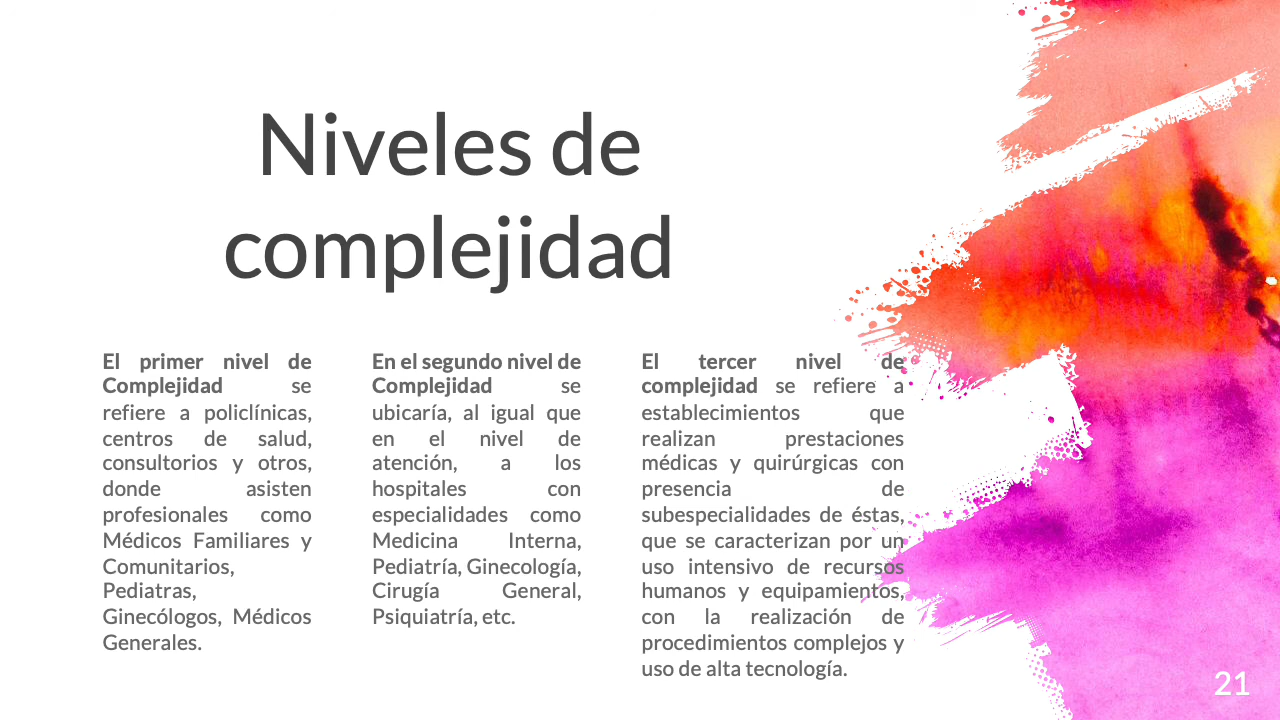 Niveles de
complejidad
El primer nivel de
Complejidad se
refiere a policlínicas,
centros de salud,
consultorios y otros,
donde asisten
profesionales como
Médicos Familiares y
Comunitarios,
Pediatras,
Ginecólogos, Médicos
Generales.
En el segundo nivel de
Complejidad se
ubicaría, al igual que
en el nivel de
atención, a los
hospitales con
especialidades como
Medicina Interna,
Pediatría, Ginecología,
Cirugía General,
Psiquiatría, etc.
El tercer nivel de
complejidad se refiere a
establecimientos que
realizan prestaciones
médicas y quirúrgicas con
presencia de
subespecialidades de éstas,
que se caracterizan por un
uso intensivo de recursos
humanos y equipamientos,
con la realización de
procedimientos complejos y
uso de alta tecnología.
21